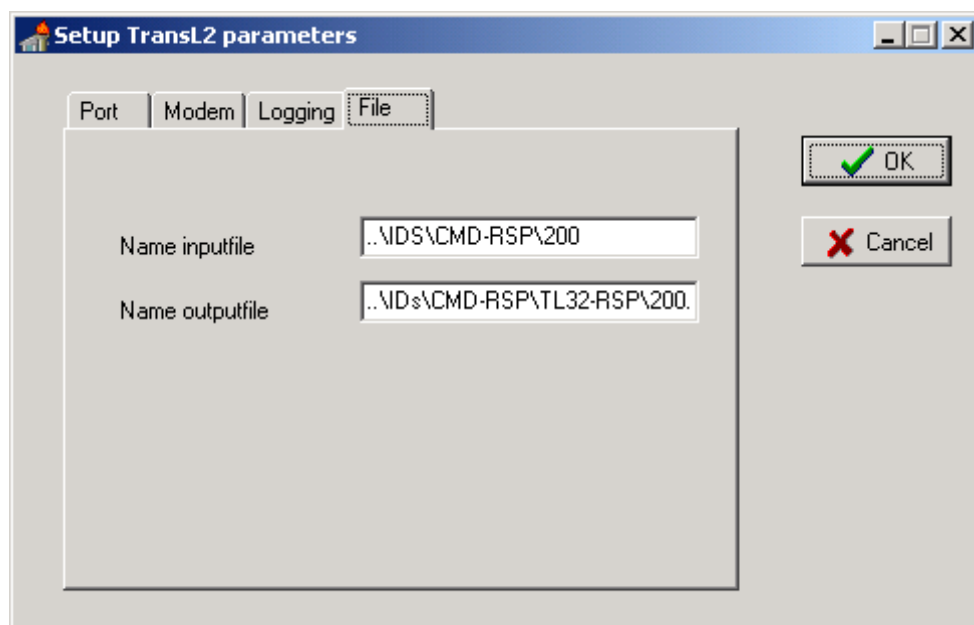 Setup TransL2 parameters
Port Modem Logging File
OK
Name inputfile ..\IDS\CMD-RSP\200
Cancel
Name outputfile ..\IDs\CMD-RSP\TL32-RSP\200.